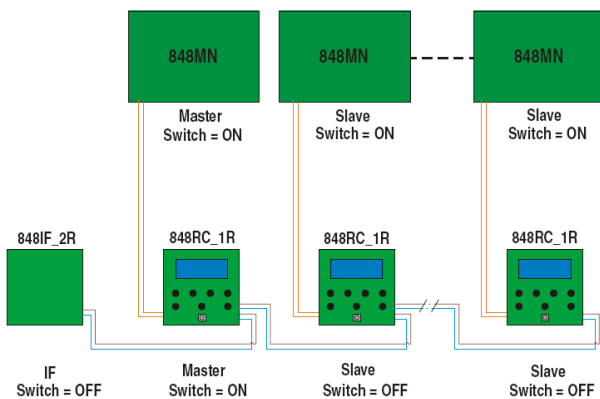 848MN
848MN
848MN
Master
Switch = ON
Slave
Switch = ON
Slave
Switch = ON
848IF_2R
848RC_1R
848RC_1R
848RC_1R
IF
Switch = OFF
Master
Switch = ON
Slave
Switch = OFF
Slave
Switch = OFF